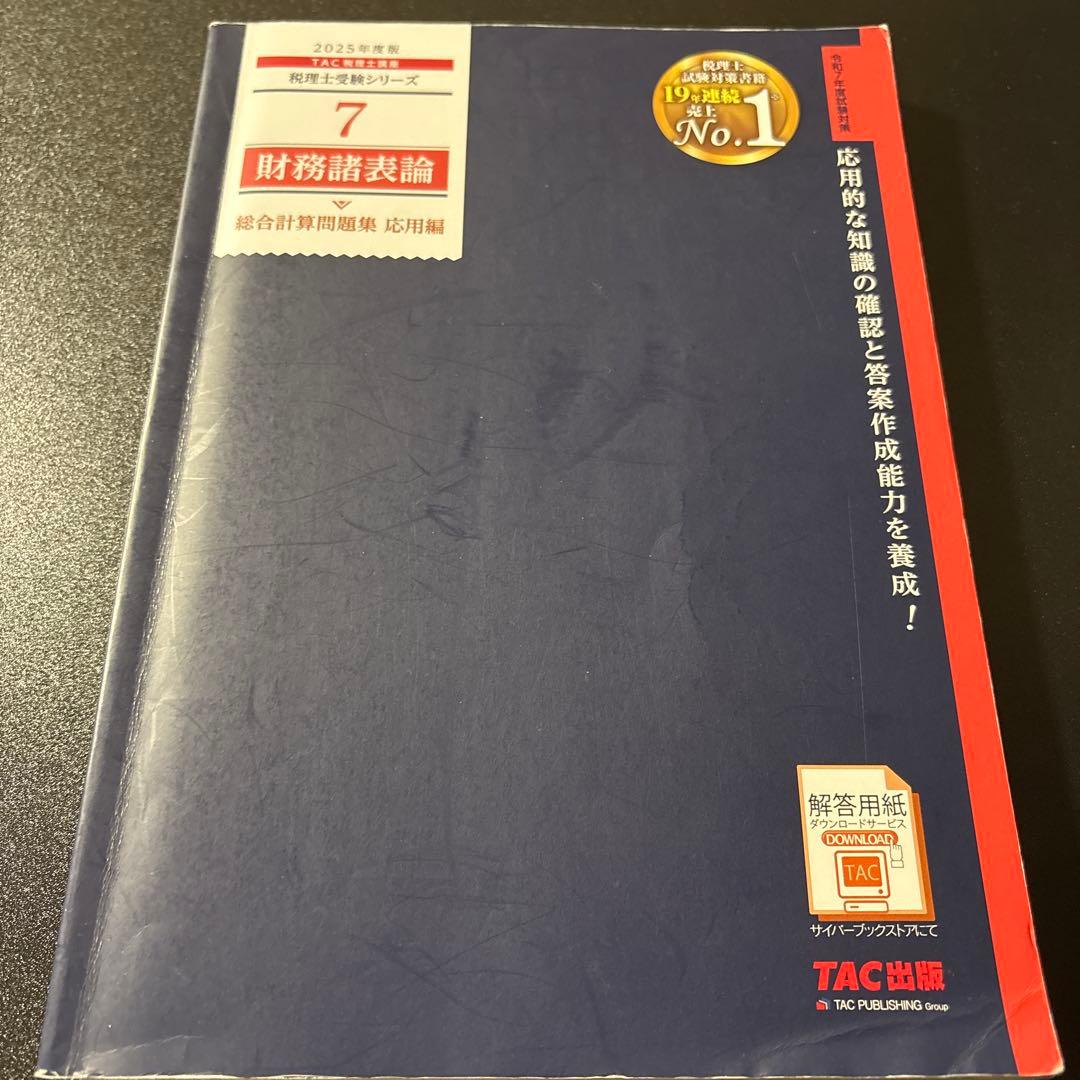 2025年度版
TAC税理士講座
税理士受験シリーズ
7
財務諸表論
総合計算問題集 応用編
税理士
試験対策書籍
19年連続
売上
No.1
令和7年度試験対策
応用的な知識の確認と答案作成能力を養成!
解答用紙
ダウンロードサービス
DOWNLOAD
TAC
サイバーブックストアにて
TAC出版
TAC PUBLISHING Group